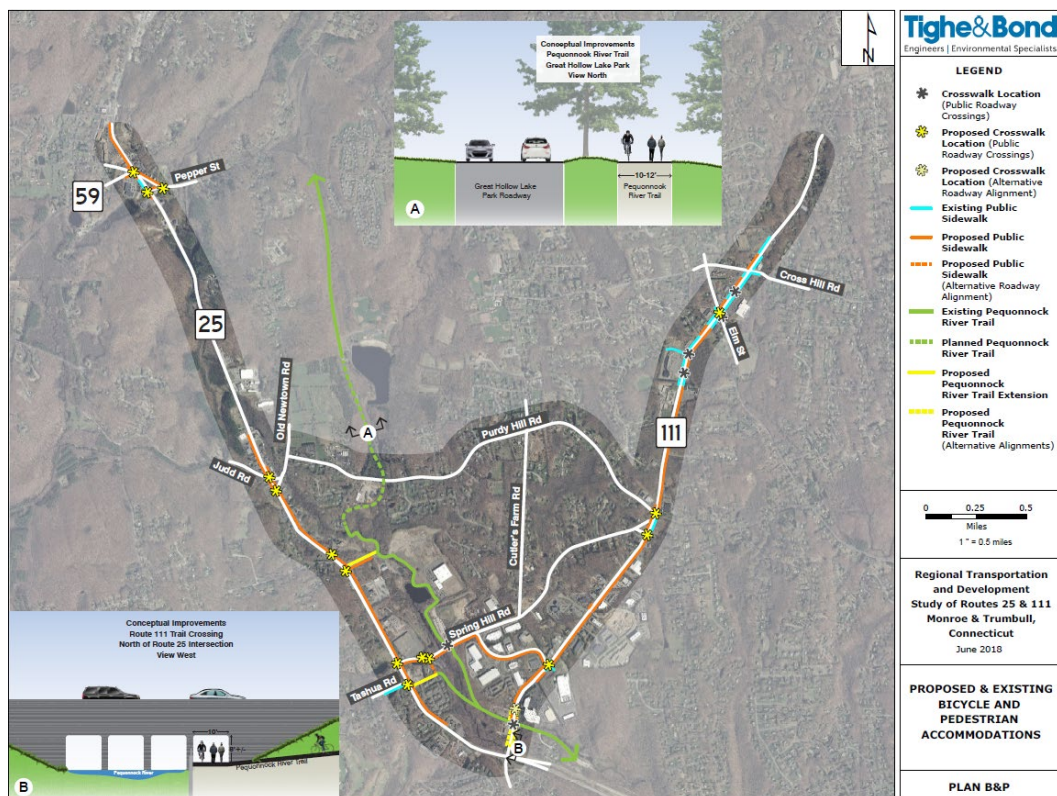 Conceptual Improvements
Pequonnock River Trail
Great Hollow Lake Park
View North
Great Hollow Lake
Park Roadway
10-12'
Pequonnook
River Trail
A
N
59
Pepper St
25
Old Newtown Rd
Judd Rd
A
Purdy Hill Rd
Cutler's Farm Rd
Spring Hill Rd
Tashua Rd
111
Elm St
Cross Hill Rd
B
Conceptual Improvements
Route 111 Trail Crossing
North of Route 25 Intersection
View West
10'
8' +/-
Pequonnock River
Pequonnock River Trail
B
Tighe&Bond
Engineers | Environmental Specialists
LEGEND
Crosswalk Location
(Public Roadway
Crossings)
Proposed Crosswalk
Location (Public
Roadway Crossings)
Proposed Crosswalk
Location (Alternative
Roadway Alignment)
Existing Public
Sidewalk
Proposed Public
Sidewalk
Proposed Public
Sidewalk
(Alternative Roadway
Alignment)
Existing Pequonnock
River Trail
Planned Pequonnock
River Trail
Proposed
Pequonnock
River Trail Extension
Proposed
Pequonnock
River Trail
(Alternative Alignments)
0 0.25 0.5
Miles
1 " = 0.5 miles
Regional Transportation
and Development
Study of Routes 25 & 111
Monroe & Trumbull,
Connecticut
June 2018
PROPOSED & EXISTING
BICYCLE AND
PEDESTRIAN
ACCOMMODATIONS
PLAN B&P